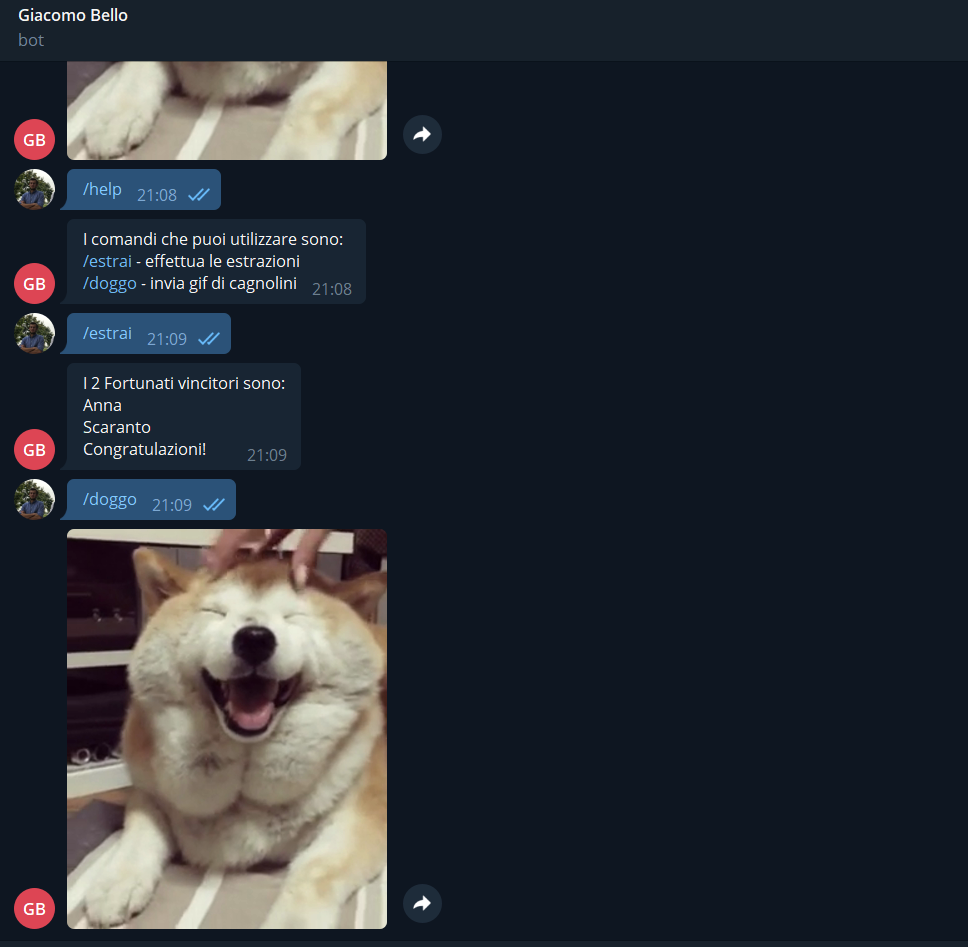 Giacomo Bello
bot
GB
/help 21:08
I comandi che puoi utilizzare sono:
/estrai - effettua le estrazioni
/doggo - invia gif di cagnolini 21:08
GB
/estrai 21:09
I 2 Fortunati vincitori sono:
Anna
Scaranto
Congratulazioni! 21:09
GB
/doggo 21:09
GB